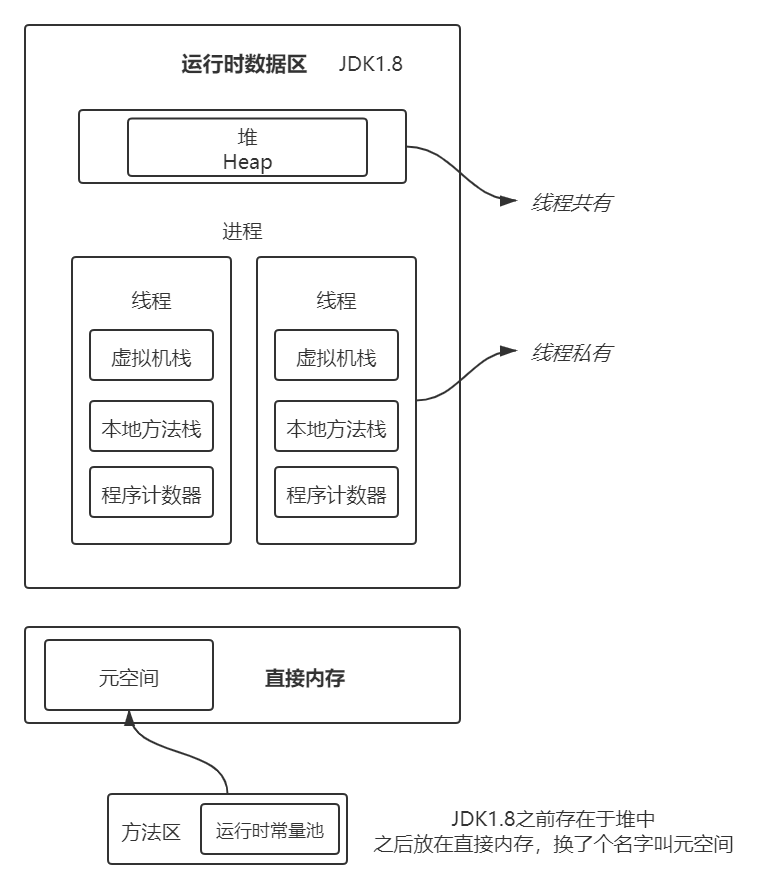 运行时数据区 JDK1.8
堆
Heap
线程共有
进程
线程
虚拟机栈
本地方法栈
程序计数器
线程
虚拟机栈
本地方法栈
程序计数器
线程私有
元空间
直接内存
方法区
运行时常量池
JDK1.8之前存在于堆中
之后放在直接内存，换了个名字叫元空间